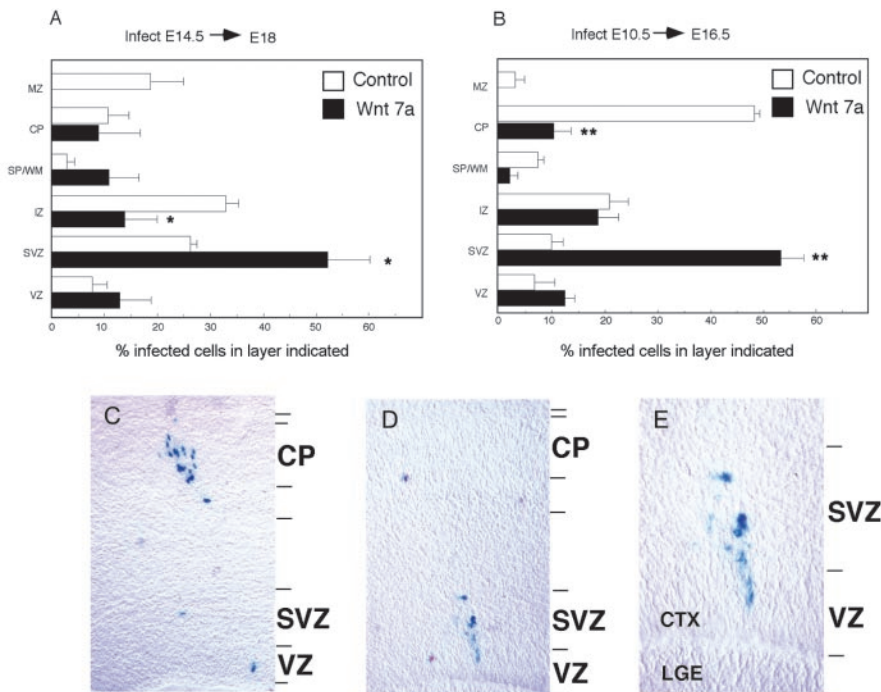 A
Infect E14.5 → E18
Control
Wnt 7a
MZ
CP
SP/WM
IZ
*
SVZ
*
VZ
0 10 20 30 40 50 60
% infected cells in layer indicated
B
Infect E10.5 → E16.5
Control
Wnt 7a
MZ
CP
**
SP/WM
IZ
SVZ
**
VZ
0 10 20 30 40 50 60
% infected cells in layer indicated
C
CP
SVZ
VZ
D
CP
SVZ
VZ
E
SVZ
VZ
CTX
LGE